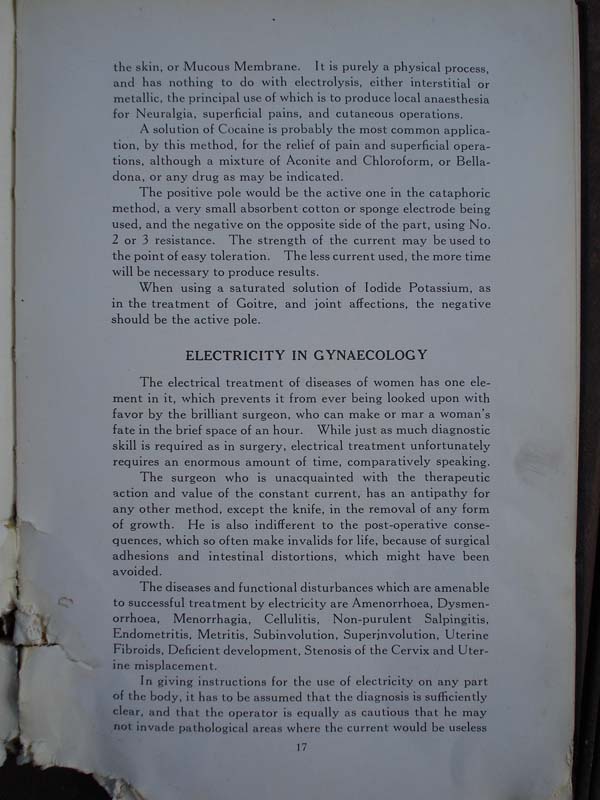 the skin, or Mucous Membrane. It is purely a physical process,
and has nothing to do with electrolysis, either interstitial or
metallic, the principal use of which is to produce local anaesthesia
for Neuralgia, superficial pains, and cutaneous operations.
A solution of Cocaine is probably the most common applica-
tion, by this method, for the relief of pain and superficial opera-
tions, although a mixture of Aconite and Chloroform, or Bella-
dona, or any drug as may be indicated.
The positive pole would be the active one in the cataphoric
method, a very small absorbent cotton or sponge electrode being
used, and the negative on the opposite side of the part, using No.
2 or 3 resistance. The strength of the current may be used to
the point of easy toleration. The less current used, the more time
will be necessary to produce results.
When using a saturated solution of Iodide Potassium, as
in the treatment of Goitre, and joint affections, the negative
should be the active pole.
ELECTRICITY IN GYNAECOLOGY
The electrical treatment of diseases of women has one ele-
ment in it, which prevents it from ever being looked upon with
favor by the brilliant surgeon, who can make or mar a woman's
fate in the brief space of an hour. While just as much diagnostic
skill is required as in surgery, electrical treatment unfortunately
requires an enormous amount of time, comparatively speaking.
The surgeon who is unacquainted with the therapeutic
action and value of the constant current, has an antipathy for
any other method, except the knife, in the removal of any form
of growth. He is also indifferent to the post-operative conse-
quences, which so often make invalids for life, because of surgical
adhesions and intestinal distortions, which might have been
avoided.
The diseases and functional disturbances which are amenable
to successful treatment by electricity are Amenorrhoea, Dysmen-
orrhoea, Menorrhagia, Cellulitis, Non-purulent Salpingitis,
Endometritis, Metritis, Subinvolution, Superjnvolution, Uterine
Fibroids, Deficient development, Stenosis of the Cervix and Uter-
ine misplacement.
In giving instructions for the use of electricity on any part
of the body, it has to be assumed that the diagnosis is sufficiently
clear, and that the operator is equally as cautious that he may
not invade pathological areas where the current would be useless
17